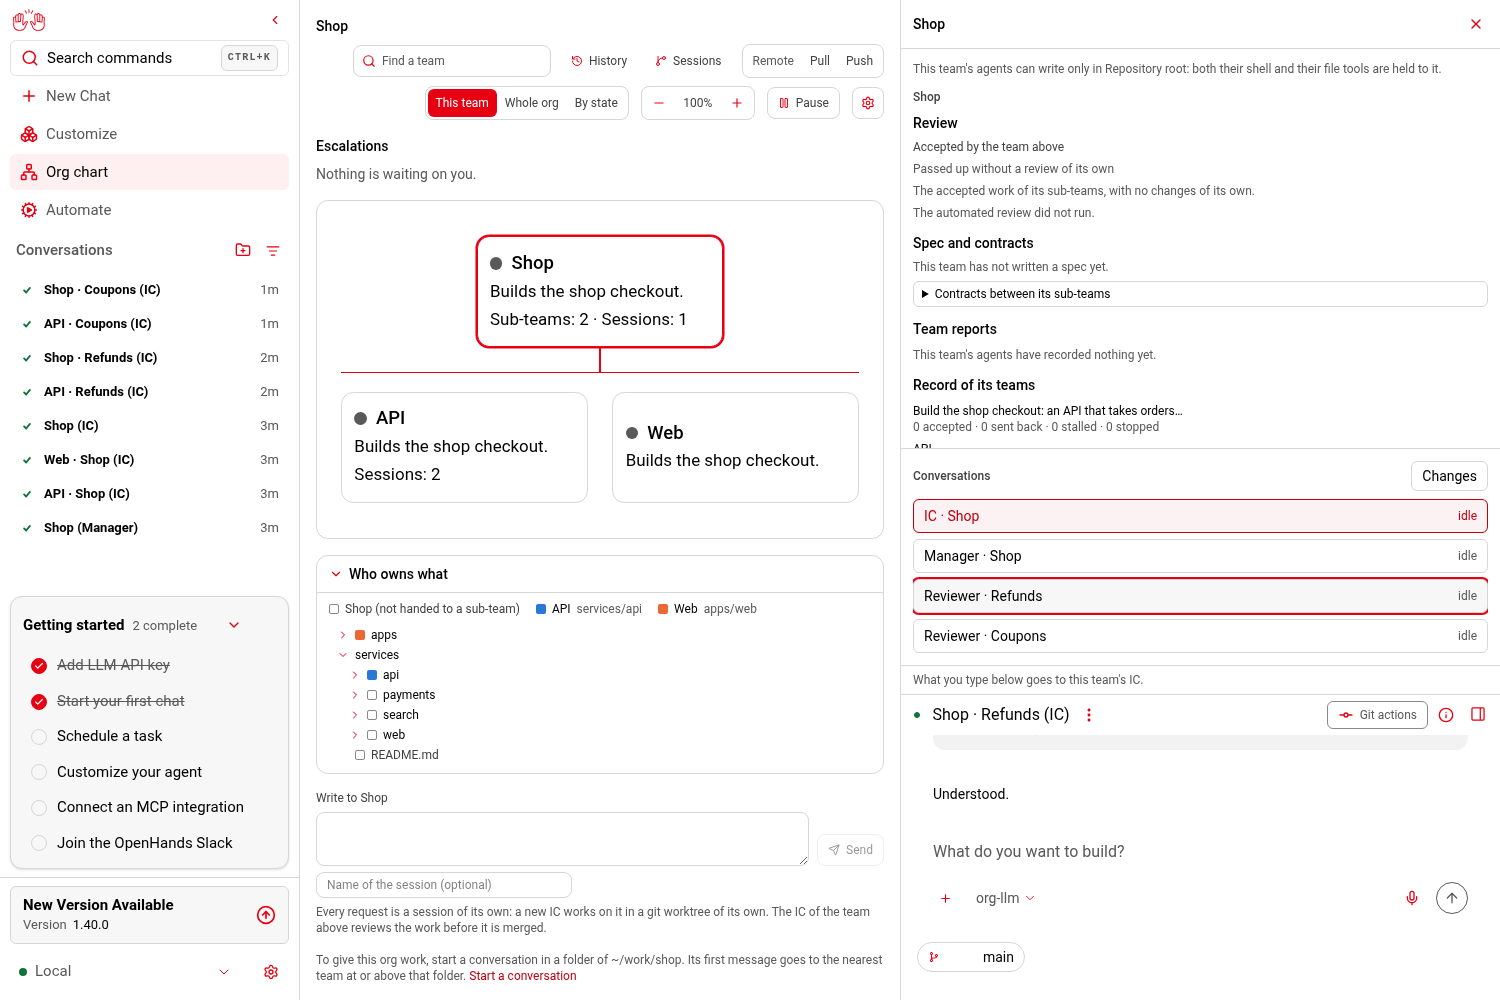 Search commands
CTRL+K
New Chat
Customize
Org chart
Automate
Conversations
Shop · Coupons (IC) 1m
API · Coupons (IC) 1m
Shop · Refunds (IC) 2m
API · Refunds (IC) 2m
Shop (IC) 3m
Web · Shop (IC) 3m
API · Shop (IC) 3m
Shop (Manager) 3m
Getting started 2 complete
Add LLM API key
Start your first chat
Schedule a task
Customize your agent
Connect an MCP integration
Join the OpenHands Slack
New Version Available
Version 1.40.0
Local
Shop
Find a team
History
Sessions
Remote Pull Push
This team Whole org By state
100%
Pause
Escalations
Nothing is waiting on you.
Shop
Builds the shop checkout.
Sub-teams: 2 · Sessions: 1
API
Builds the shop checkout.
Sessions: 2
Web
Builds the shop checkout.
Who owns what
Shop (not handed to a sub-team) API services/api Web apps/web
apps
services
api
payments
search
web
README.md
Write to Shop
Send
Name of the session (optional)
Every request is a session of its own: a new IC works on it in a git worktree of its own. The IC of the team
above reviews the work before it is merged.
To give this org work, start a conversation in a folder of ~/work/shop. Its first message goes to the nearest
team at or above that folder. Start a conversation
Shop
This team's agents can write only in Repository root: both their shell and their file tools are held to it.
Shop
Review
Accepted by the team above
Passed up without a review of its own
The accepted work of its sub-teams, with no changes of its own.
The automated review did not run.
Spec and contracts
This team has not written a spec yet.
Contracts between its sub-teams
Team reports
This team's agents have recorded nothing yet.
Record of its teams
Build the shop checkout: an API that takes orders…
0 accepted · 0 sent back · 0 stalled · 0 stopped
API
Conversations
Changes
IC · Shop idle
Manager · Shop idle
Reviewer · Refunds idle
Reviewer · Coupons idle
What you type below goes to this team's IC.
Shop · Refunds (IC)
Git actions
Understood.
What do you want to build?
org-llm
main